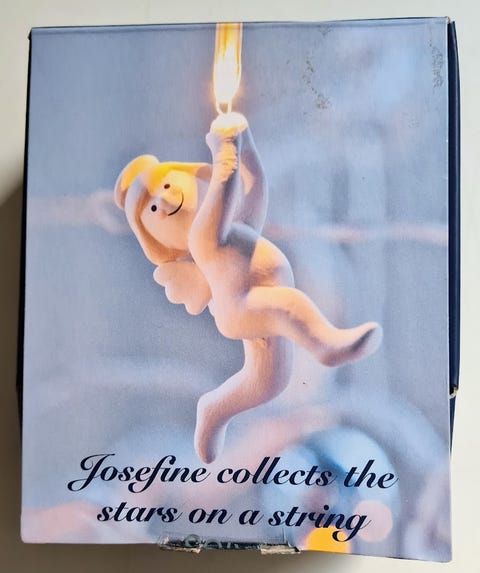 Josefine collects the
stars on a string